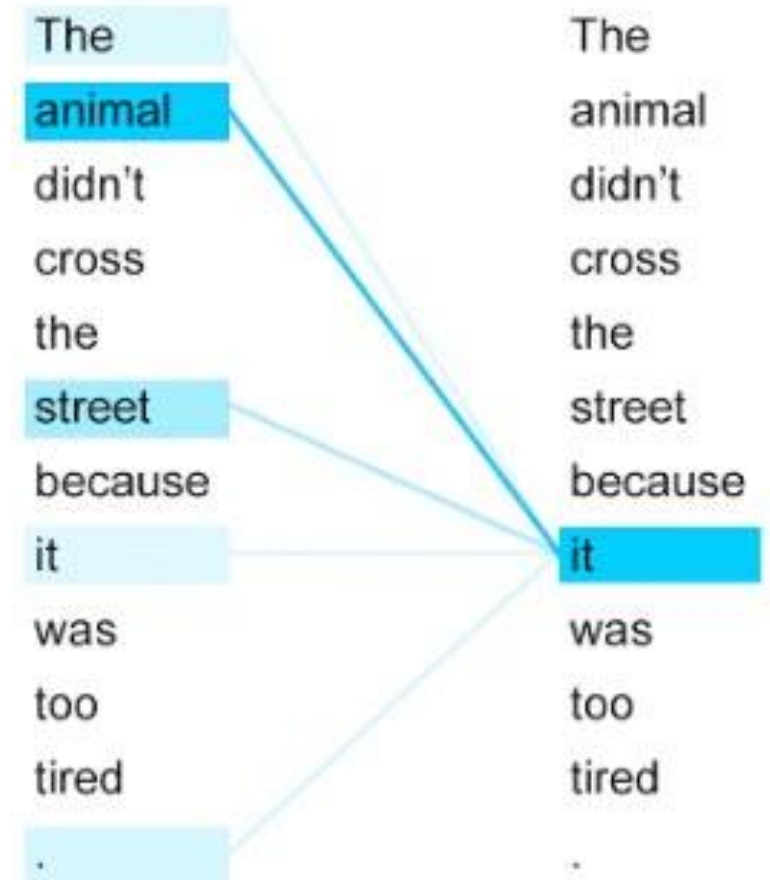 The The
animal animal
didn't didn't
cross cross
the the
street street
because because
it it
was was
too too
tired tired
. .